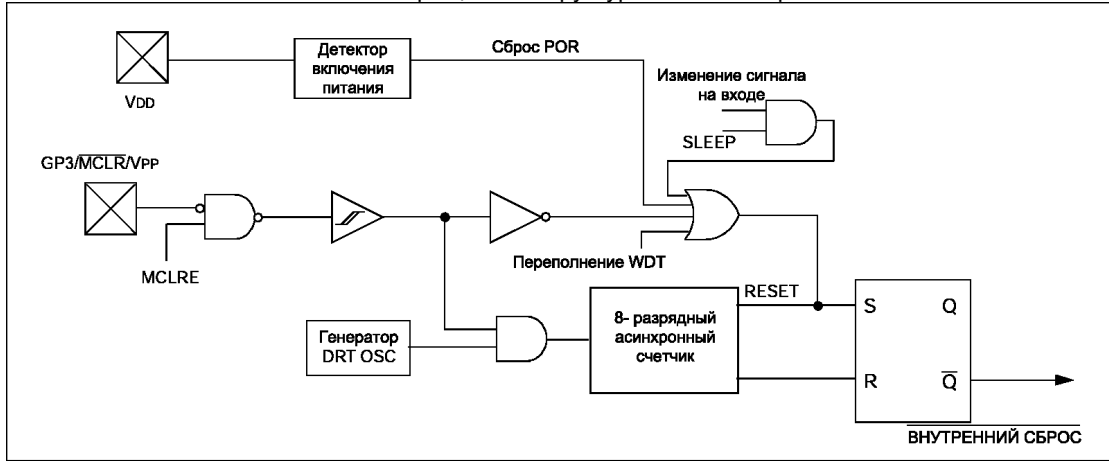 Детектор
включения
питания
Сброс POR
VDD
Изменение сигнала
на входе
SLEEP
GP3/MCLR/VPP
MCLRE
Переполнение WDT
Генератор
DRT OSC
8- разрядный
асинхронный
счетчик
RESET
S Q
R Q
ВНУТРЕННИЙ СБРОС